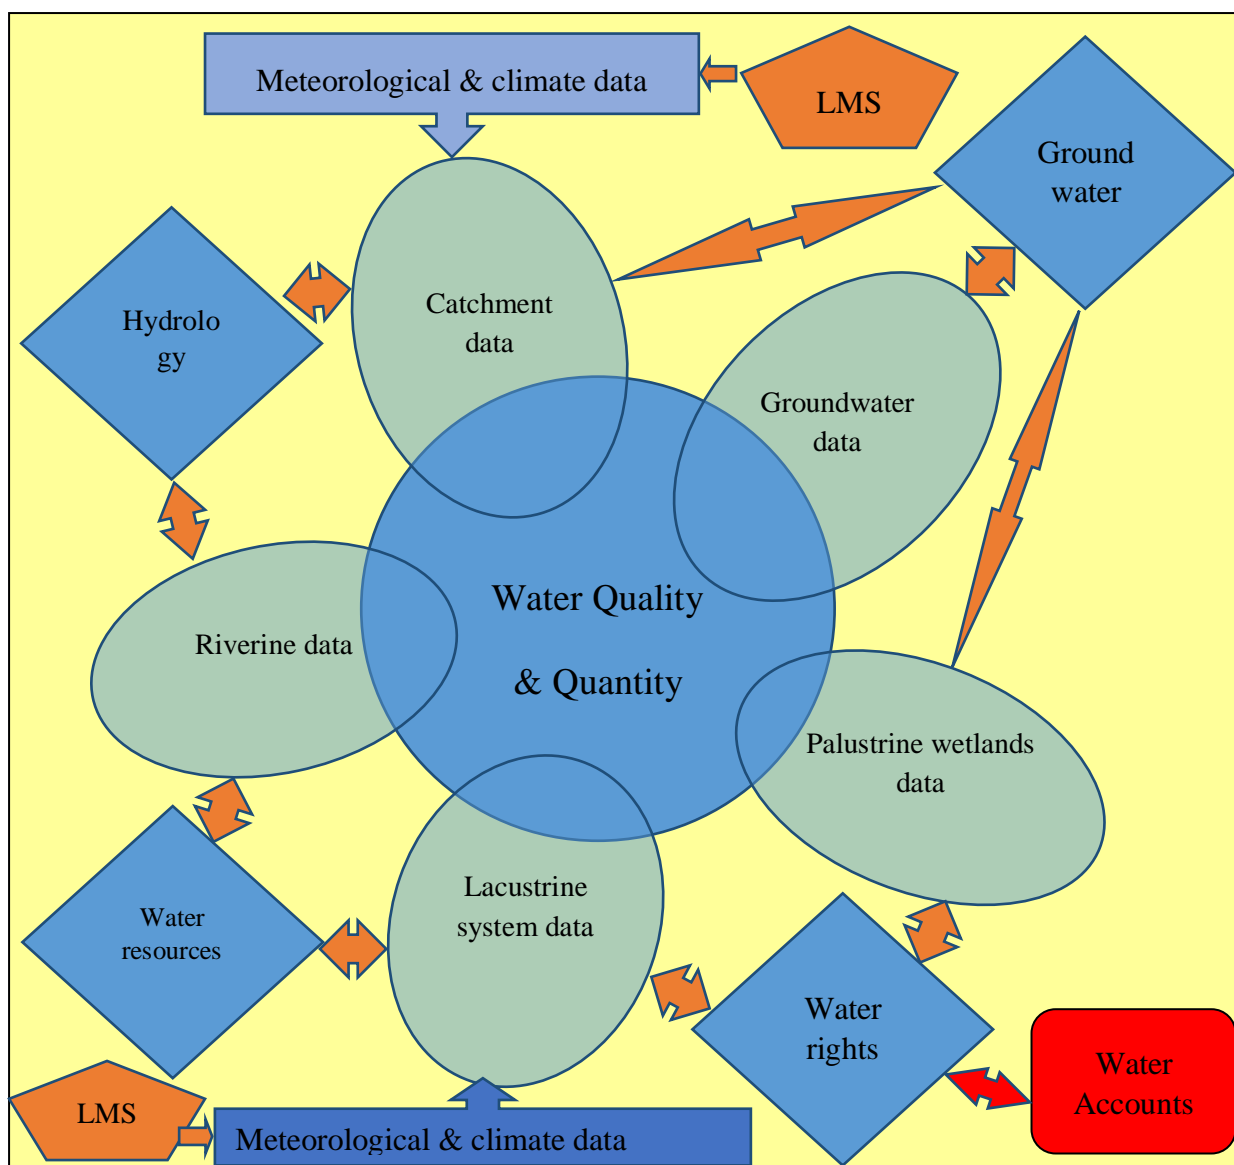 Meteorological & climate data
LMS
Ground
water
Hydrolo
gy
Catchment
data
Groundwater
data
Water Quality
& Quantity
Riverine data
Palustrine wetlands
data
Lacustrine
system data
Water
resources
Water
rights
Water
Accounts
LMS
Meteorological & climate data